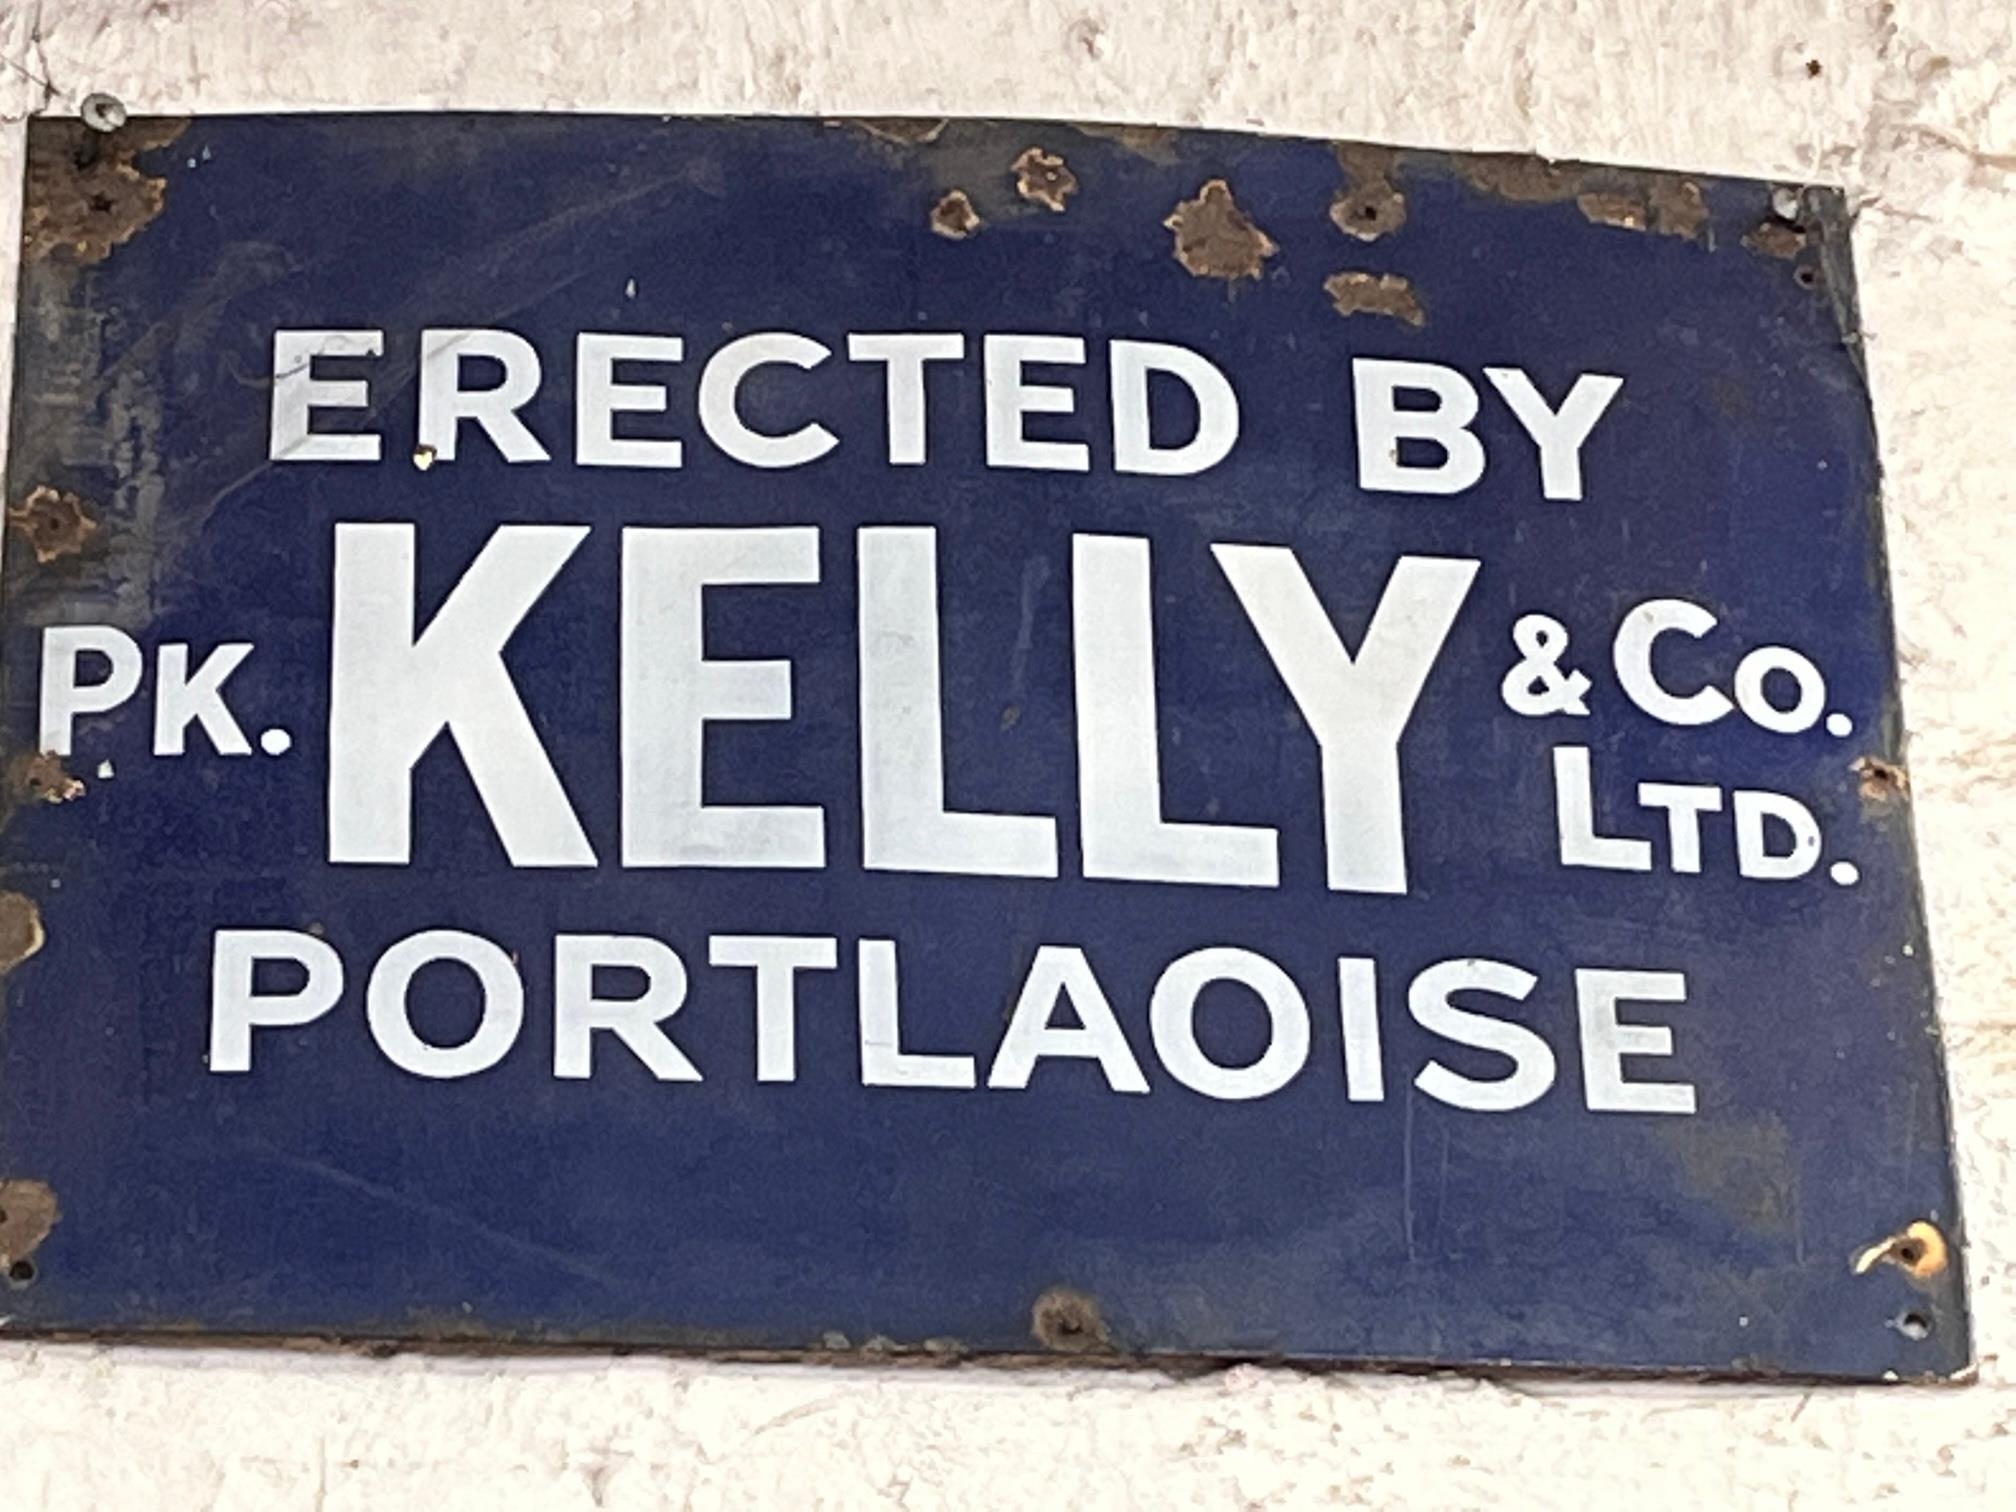 ERECTED BY
PK. KELLY & CO. LTD.
PORTLAOISE